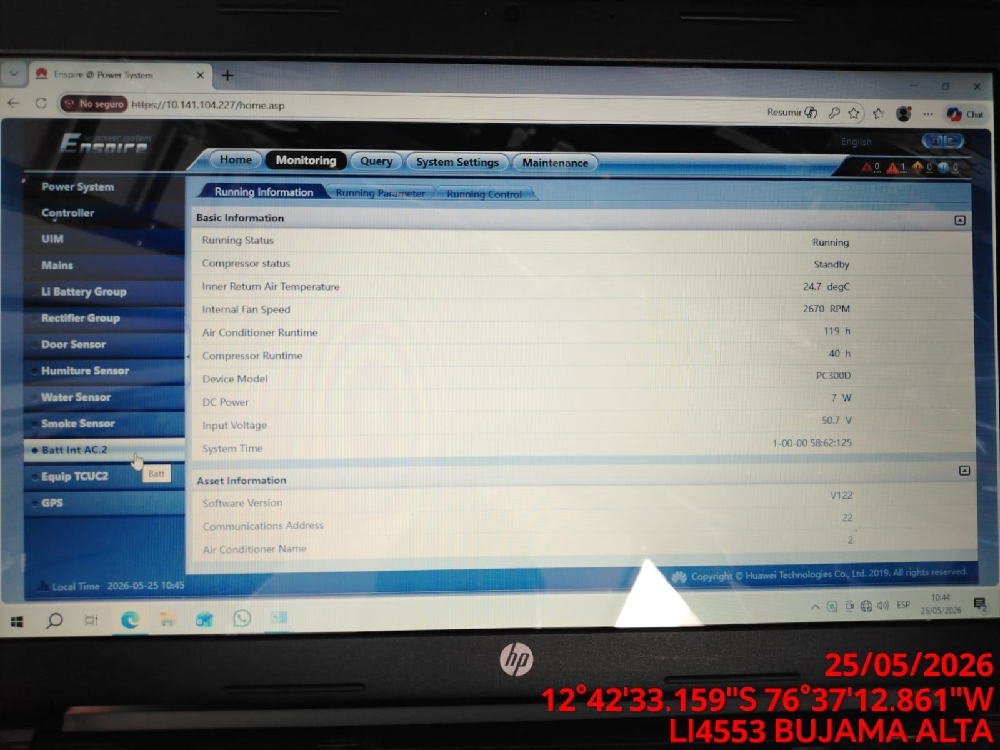 Enspire @ Power System
No seguro https://10.141.104.227/home.asp
Resumir
Chat
power system
Enspire
English
Home Monitoring Query System Settings Maintenance
0 1 0 0
Power System
Controller
UIM
Mains
Li Battery Group
Rectifier Group
Door Sensor
Humiture Sensor
Water Sensor
Smoke Sensor
Batt Int AC.2
Batt
Equip TCUC2
GPS
Running Information Running Parameter Running Control
Basic Information
Running Status Running
Compressor status Standby
Inner Return Air Temperature 24.7 degC
Internal Fan Speed 2670 RPM
Air Conditioner Runtime 119 h
Compressor Runtime 40 h
Device Model PC300D
DC Power 7 W
Input Voltage 50.7 V
System Time 1-00-00 58:62:125
Asset Information
Software Version V122
Communications Address 22
Air Conditioner Name 2
Local Time 2026-05-25 10:45
Copyright © Huawei Technologies Co., Ltd. 2019. All rights reserved.
ESP
10:44
25/05/2026
2
hp
25/05/2026
12°42'33.159"S 76°37'12.861"W
LI4553 BUJAMA ALTA